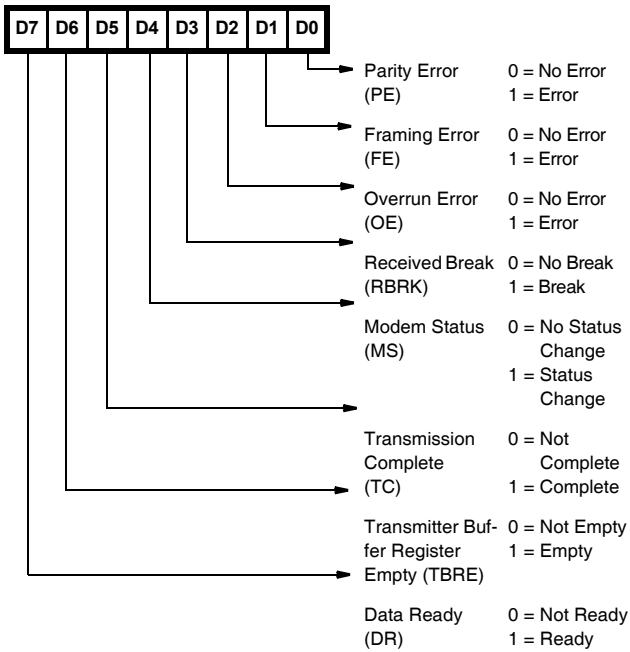 D7 D6 D5 D4 D3 D2 D1 D0
Parity Error 0 = No Error
(PE) 1 = Error
Framing Error 0 = No Error
(FE) 1 = Error
Overrun Error 0 = No Error
(OE) 1 = Error
Received Break 0 = No Break
(RBRK) 1 = Break
Modem Status 0 = No Status
(MS) Change
1 = Status
Change
Transmission 0 = Not
Complete Complete
(TC) 1 = Complete
Transmitter Buf- 0 = Not Empty
fer Register 1 = Empty
Empty (TBRE)
Data Ready 0 = Not Ready
(DR) 1 = Ready